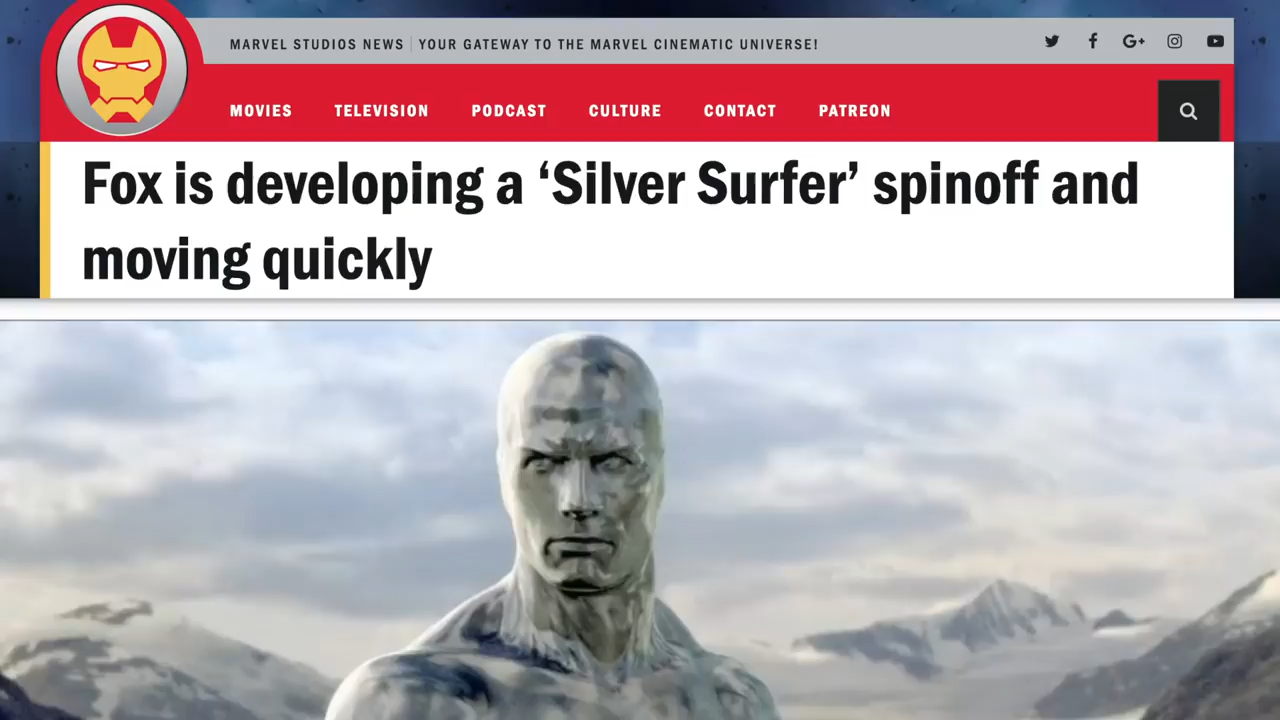 MARVEL STUDIOS NEWS | YOUR GATEWAY TO THE MARVEL CINEMATIC UNIVERSE!
MOVIES TELEVISION PODCAST CULTURE CONTACT PATREON
Fox is developing a ‘Silver Surfer’ spinoff and
moving quickly